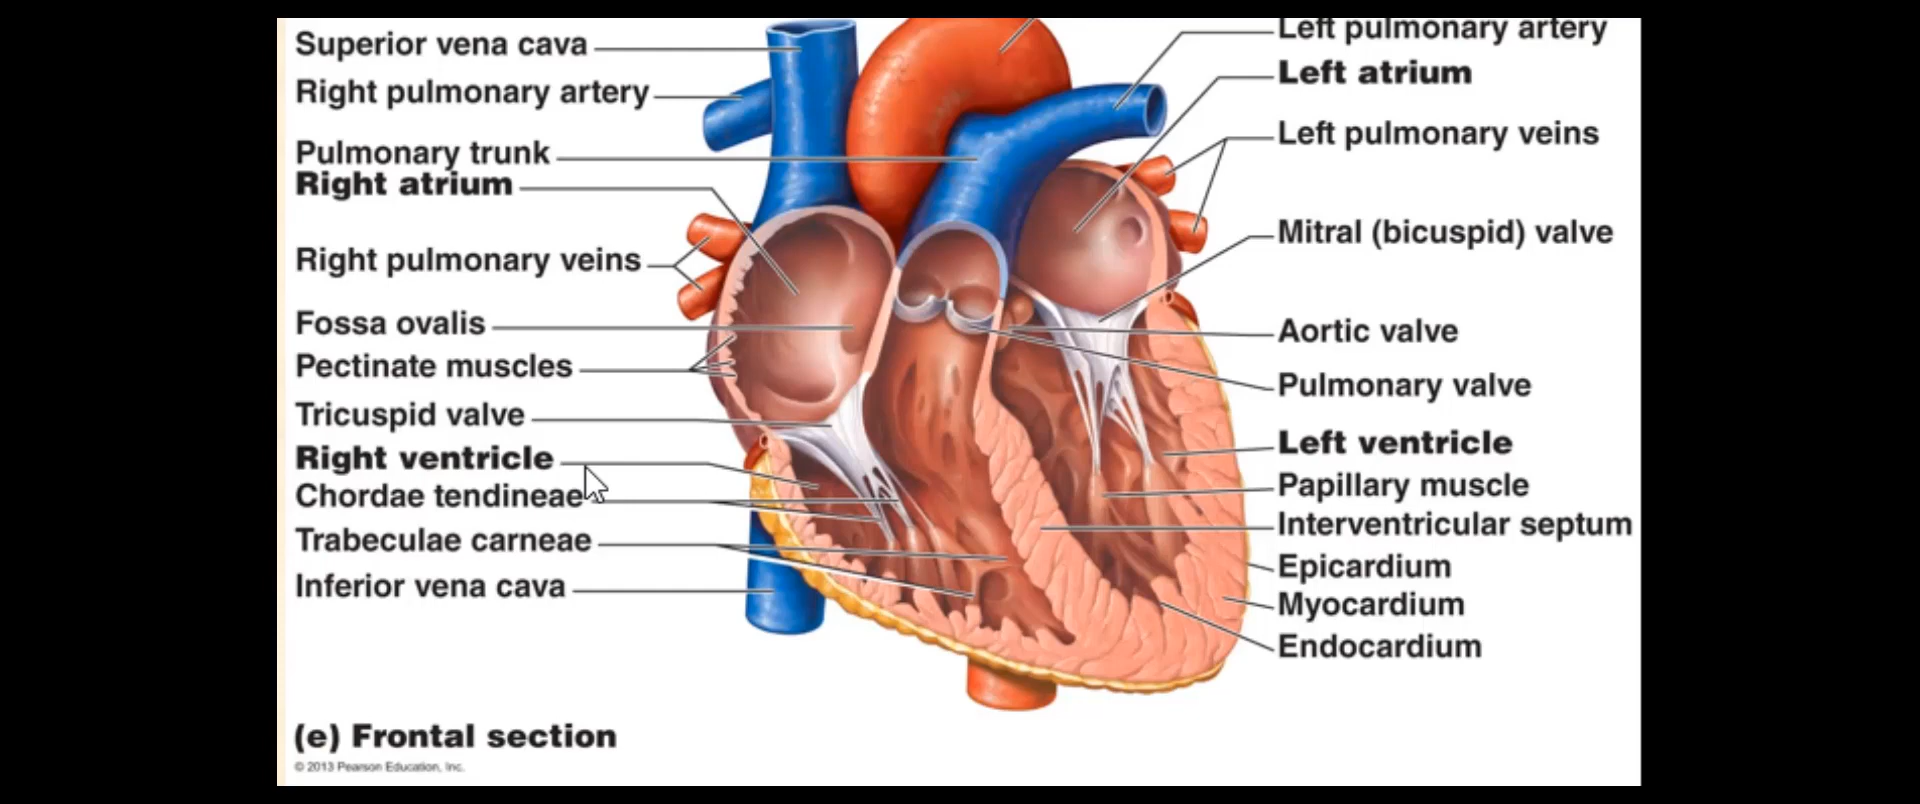 Superior vena cava
Right pulmonary artery
Pulmonary trunk
Right atrium
Right pulmonary veins
Fossa ovalis
Pectinate muscles
Tricuspid valve
Right ventricle
Chordae tendineae
Trabeculae carneae
Inferior vena cava
Left pulmonary artery
Left atrium
Left pulmonary veins
Mitral (bicuspid) valve
Aortic valve
Pulmonary valve
Left ventricle
Papillary muscle
Interventricular septum
Epicardium
Myocardium
Endocardium
(e) Frontal section
© 2013 Pearson Education, Inc.